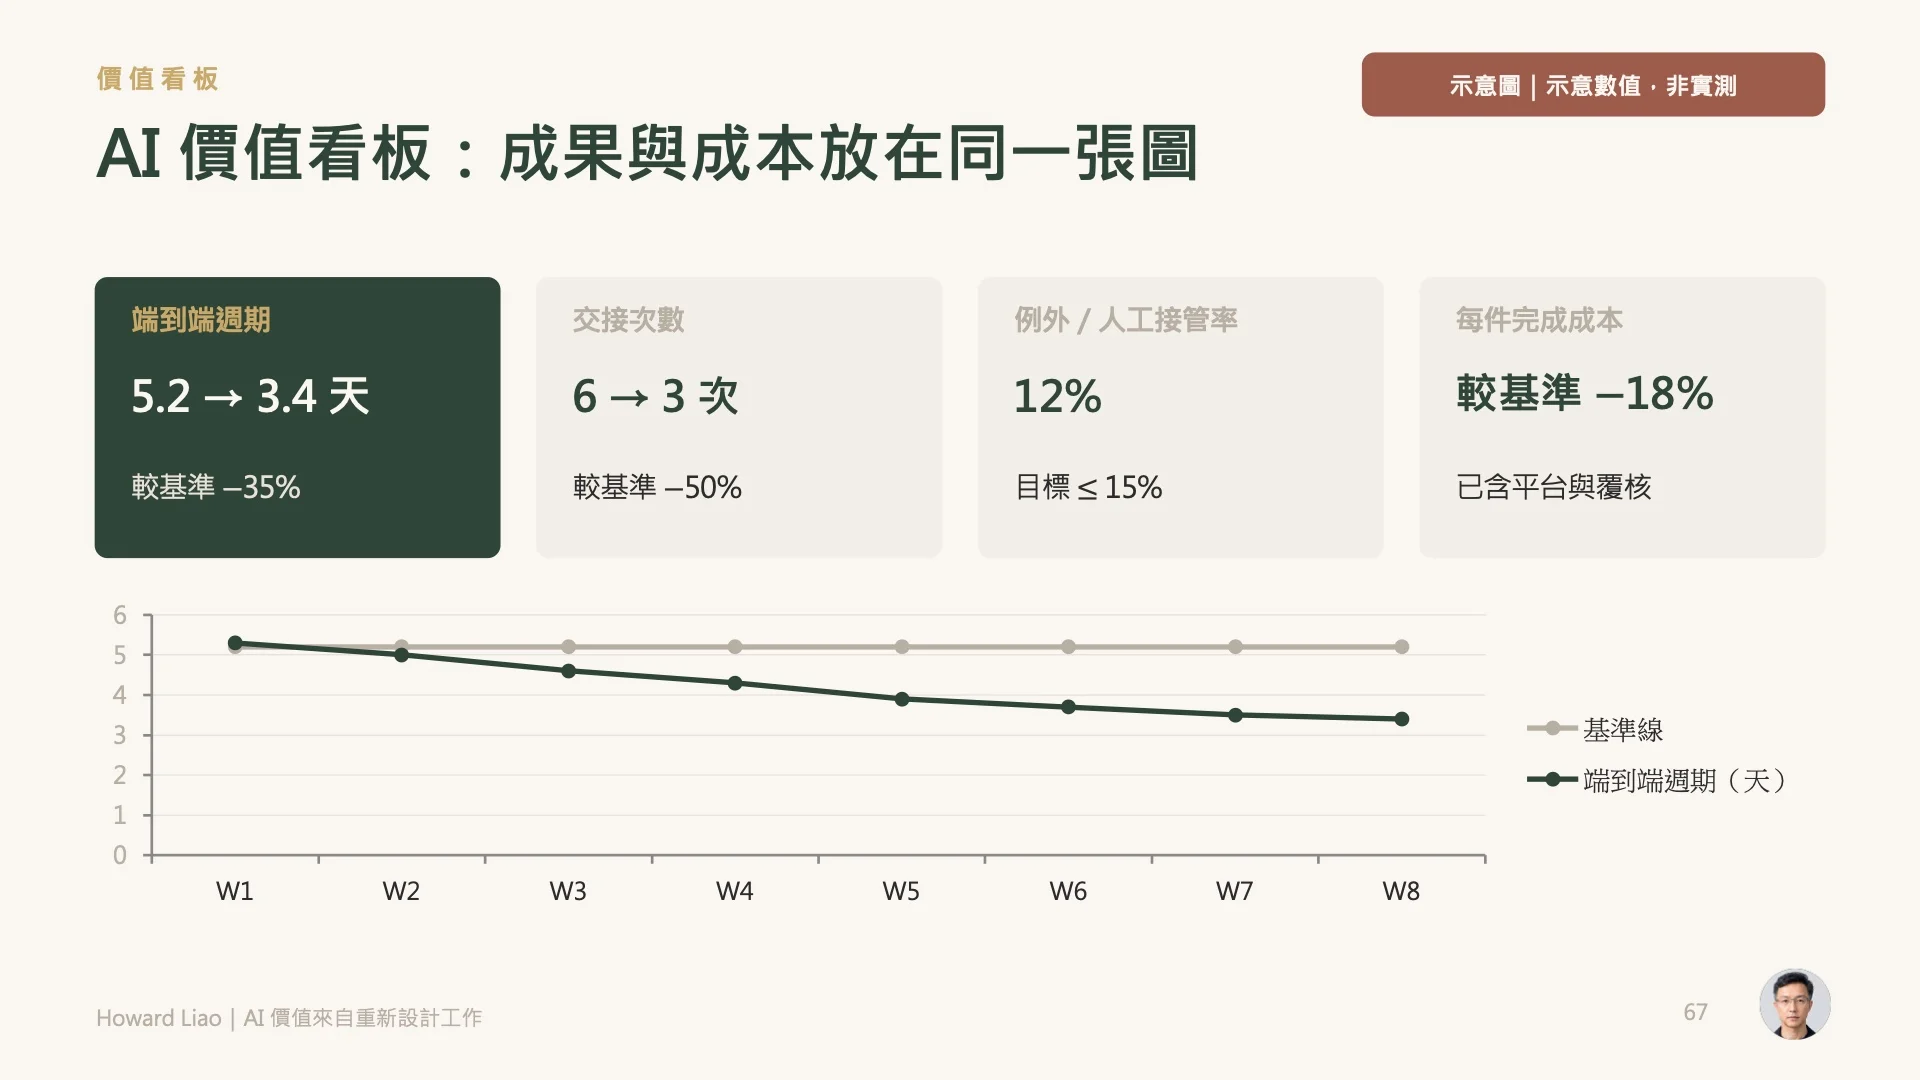 價值看板
示意圖｜示意數值，非實測
AI 價值看板：成果與成本放在同一張圖
端到端週期
5.2 → 3.4 天
較基準 –35%
交接次數
6 → 3 次
較基準 –50%
例外 / 人工接管率
12%
目標 ≤ 15%
每件完成成本
較基準 –18%
已含平台與覆核
6
5
4
3
2
1
0
W1 W2 W3 W4 W5 W6 W7 W8
基準線
端到端週期（天）
Howard Liao｜AI 價值來自重新設計工作
67